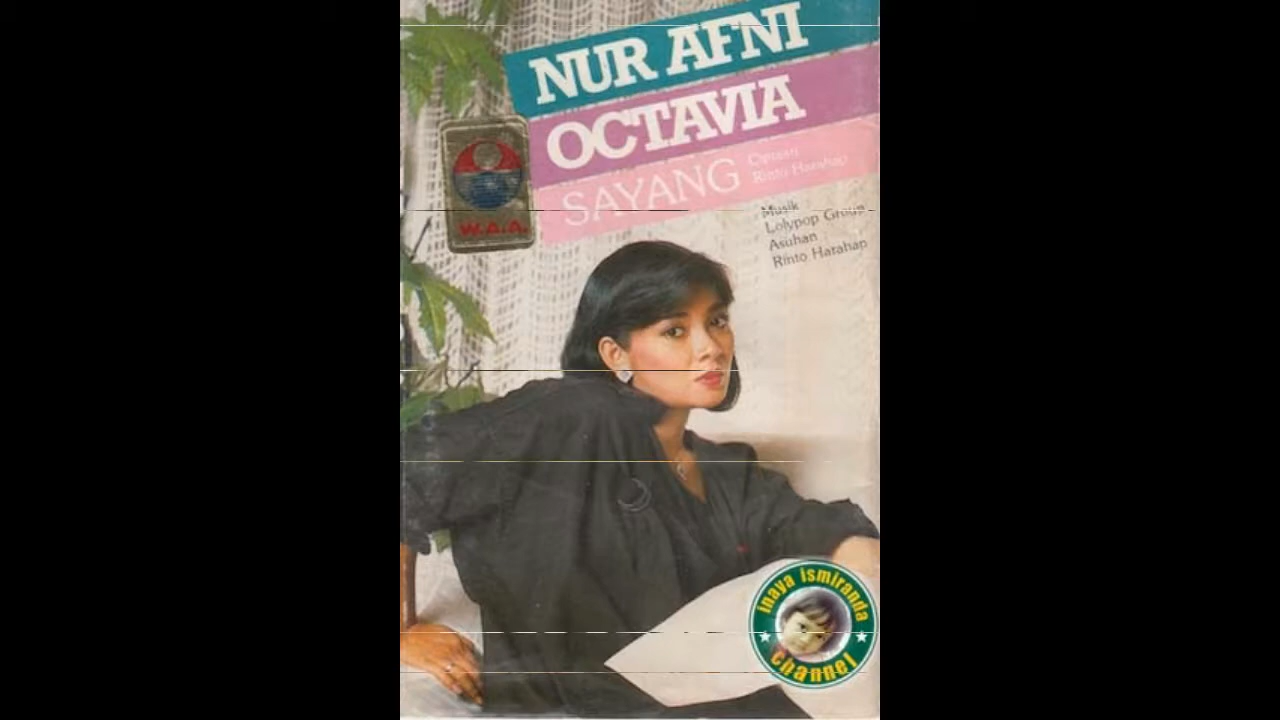 NUR AFNI
OCTAVIA
SAYANG
Ciptaan
Rinto Harahap
Musik
Lolypop Group
Asuhan
Rinto Harahap
W.A.A.
inaya ismiranda
channel